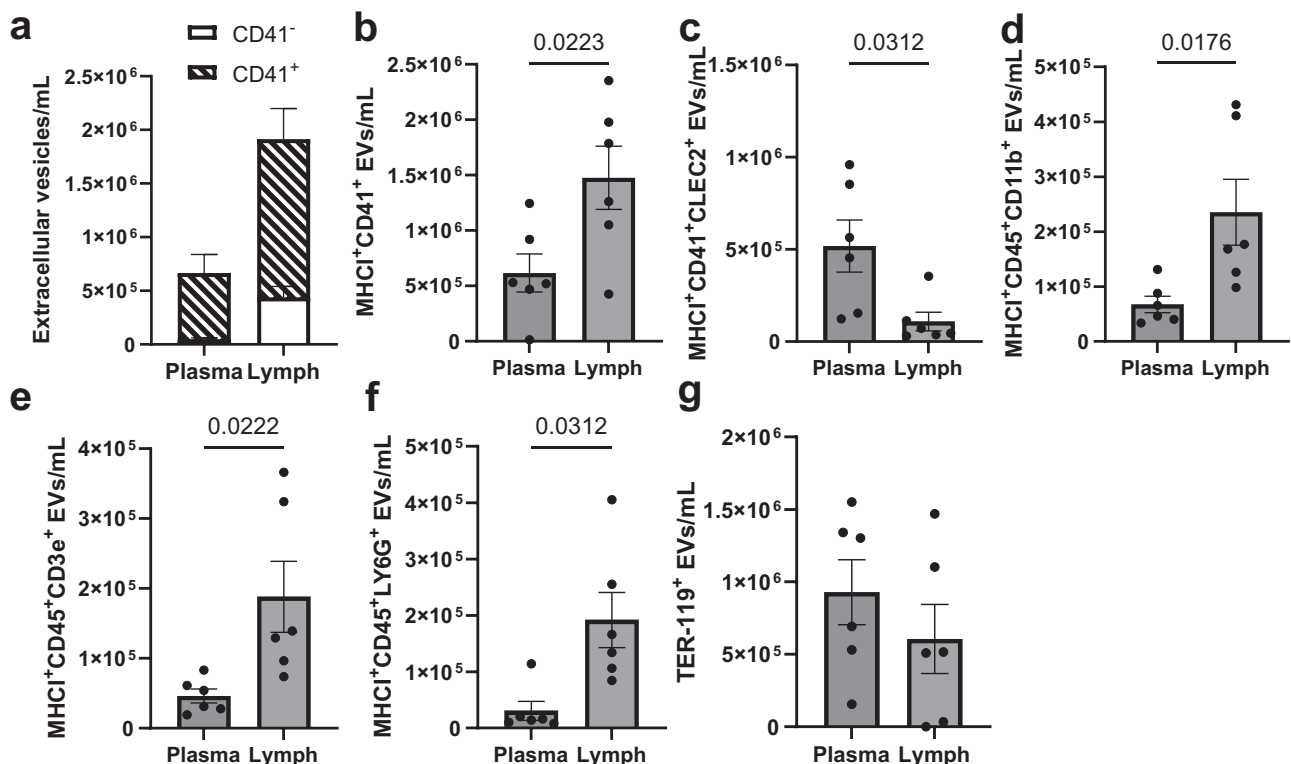 a
CD41⁻
CD41⁺
Extracellular vesicles/mL
2.5×10⁶
2×10⁶
1.5×10⁶
1×10⁶
5×10⁵
0
Plasma Lymph
b
0.0223
MHCI⁺CD41⁺ EVs/mL
2.5×10⁶
2×10⁶
1.5×10⁶
1×10⁶
5×10⁵
0
Plasma Lymph
c
0.0312
MHCI⁺CD41⁺CLEC2⁺ EVs/mL
1.5×10⁶
1×10⁶
5×10⁵
0
Plasma Lymph
d
0.0176
MHCI⁺CD45⁺CD11b⁺ EVs/mL
5×10⁵
4×10⁵
3×10⁵
2×10⁵
1×10⁵
0
Plasma Lymph
e
0.0222
MHCI⁺CD45⁺CD3e⁺ EVs/mL
4×10⁵
3×10⁵
2×10⁵
1×10⁵
0
Plasma Lymph
f
0.0312
MHCI⁺CD45⁺LY6G⁺ EVs/mL
5×10⁵
4×10⁵
3×10⁵
2×10⁵
1×10⁵
0
Plasma Lymph
g
TER-119⁺ EVs/mL
2×10⁶
1.5×10⁶
1×10⁶
5×10⁵
0
Plasma Lymph